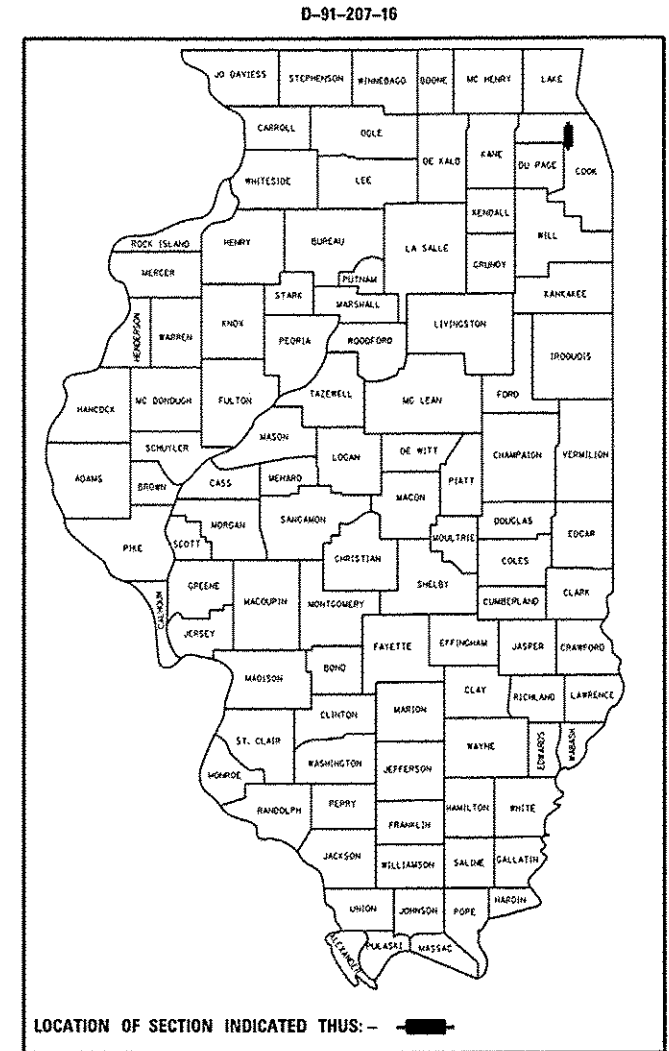 D-91-207-16
JO DAVIESS STEPHENSON WINNEBAGO BOONE MC HENRY LAKE
CARROLL OGLE KANE COOK
DE KALB DU PAGE
WHITESIDE LEE
KENDALL
ROCK ISLAND HENRY BUREAU LA SALLE WILL
GRUNDY
MERCER PUTNAM
STARK KANKAKEE
MARSHALL
HENDERSON WARREN KNOX PEORIA WOODFORD LIVINGSTON
IROQUOIS
HANCOCK MC DONOUGH FULTON TAZEWELL MC LEAN FORD
MASON
SCHUYLER LOGAN DE WITT CHAMPAIGN VERMILION
ADAMS BROWN CASS MENARD PIATT
MACON
MORGAN SANGAMON DOUGLAS
PIKE SCOTT MOULTRIE EDGAR
CHRISTIAN COLES
GREENE SHELBY
CALHOUN MACOUPIN MONTGOMERY CUMBERLAND CLARK
JERSEY FAYETTE EFFINGHAM JASPER CRAWFORD
BOND
MADISON CLAY RICHLAND LAWRENCE
CLINTON MARION
ST. CLAIR WAYNE EDWARDS WABASH
WASHINGTON JEFFERSON
MONROE
RANDOLPH PERRY HAMILTON WHITE
FRANKLIN
JACKSON WILLIAMSON SALINE GALLATIN
UNION JOHNSON POPE HARDIN
ALEXANDER PULASKI MASSAC
LOCATION OF SECTION INDICATED THUS: -